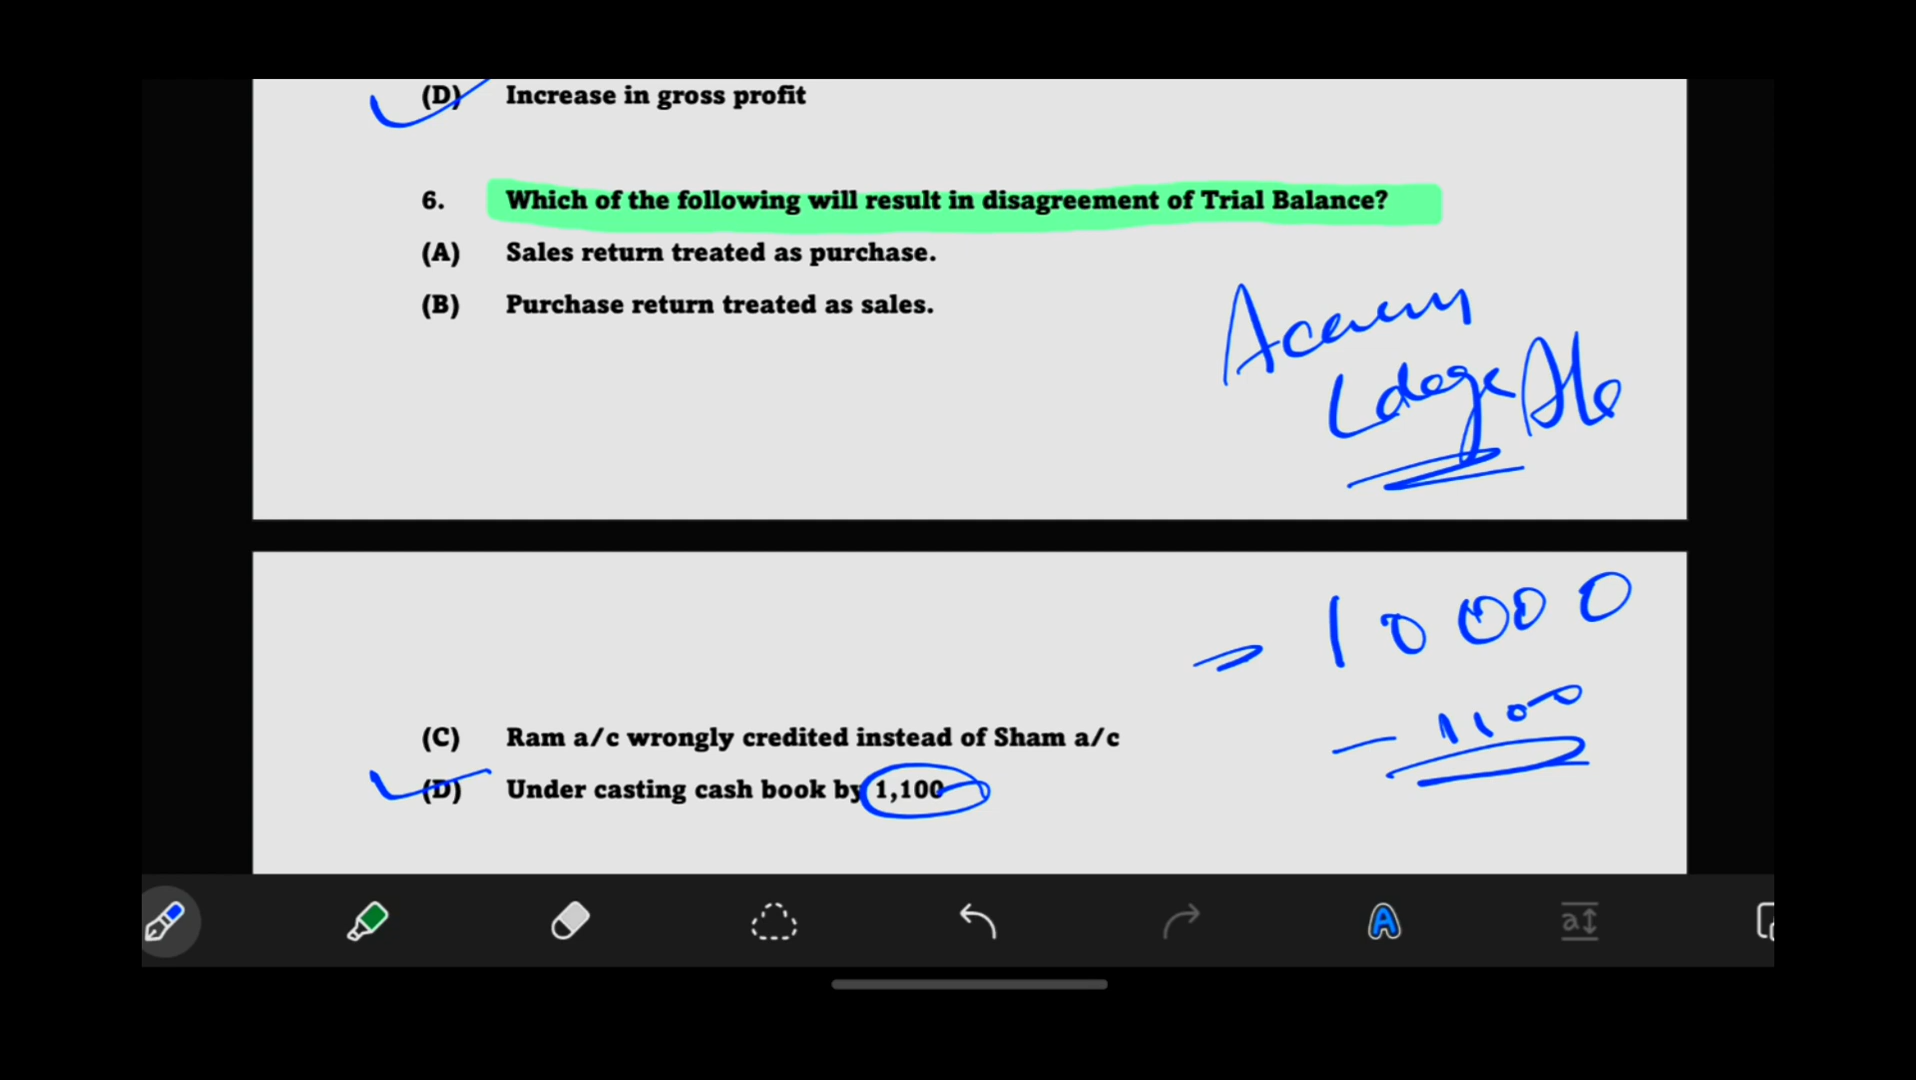 (D) Increase in gross profit
6. Which of the following will result in disagreement of Trial Balance?
(A) Sales return treated as purchase.
(B) Purchase return treated as sales.
= 10000
- 1100
(C) Ram a/c wrongly credited instead of Sham a/c
(D) Under casting cash book by 1,100